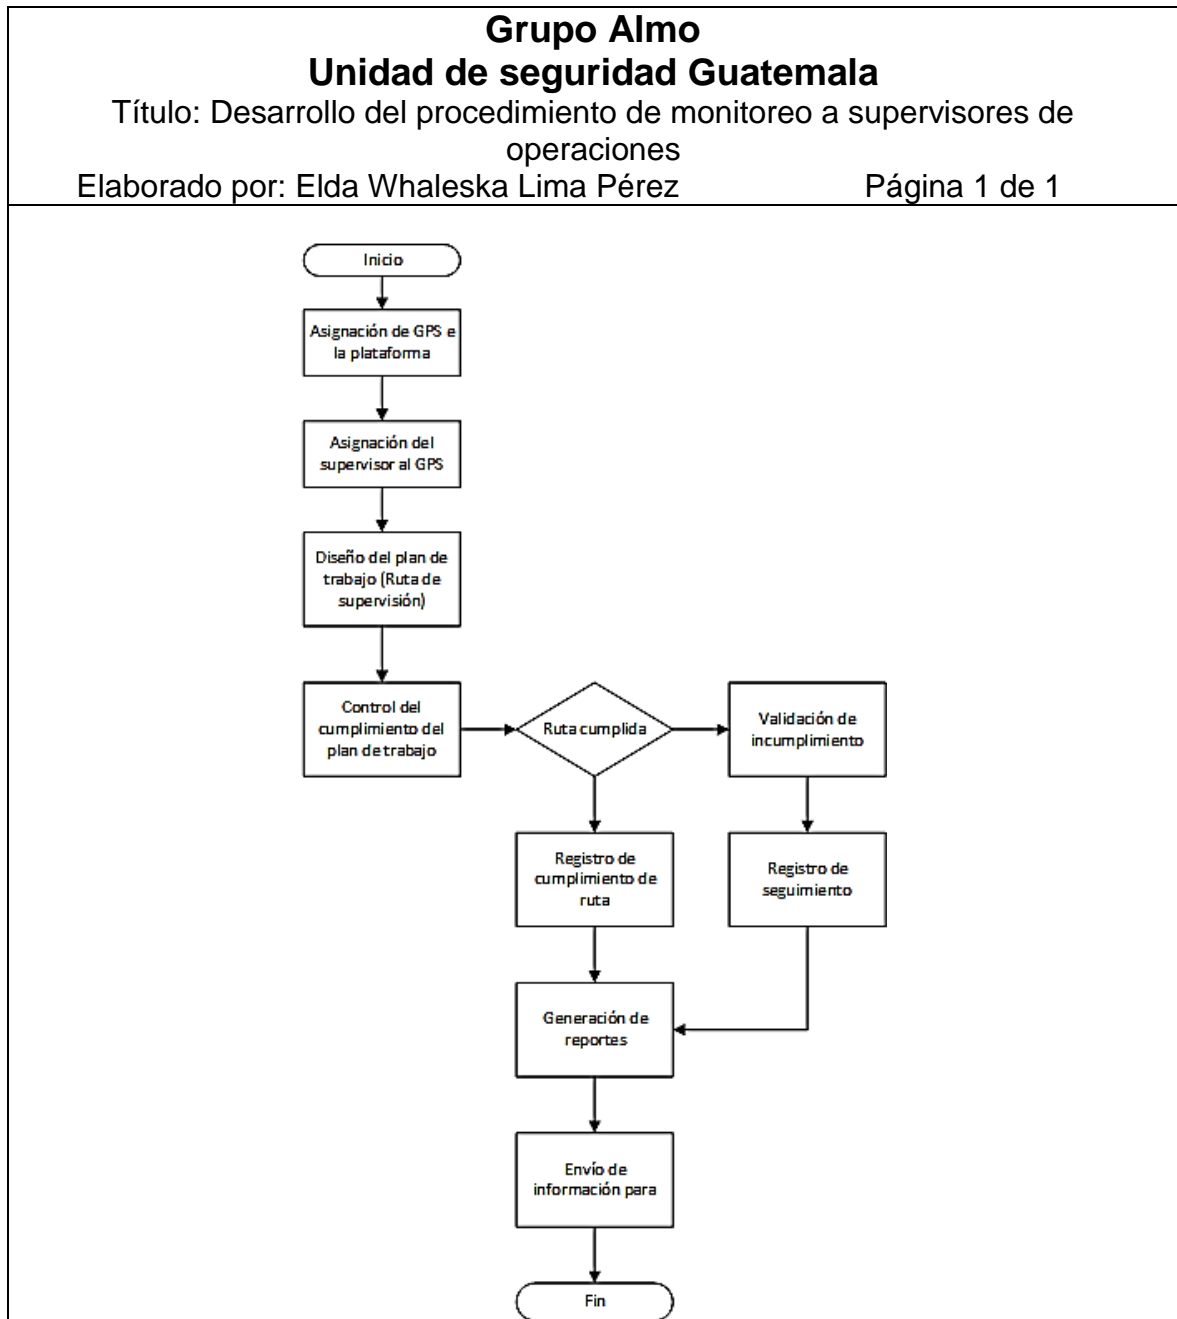 Grupo Almo
Unidad de seguridad Guatemala
Título: Desarrollo del procedimiento de monitoreo a supervisores de
operaciones
Elaborado por: Elda Whaleska Lima Pérez Página 1 de 1
Inicio
Asignación de GPS e
la plataforma
Asignación del
supervisor al GPS
Diseño del plan de
trabajo (Ruta de
supervisión)
Control del
cumplimiento del
plan de trabajo
Ruta cumplida
Validación de
incumplimiento
Registro de
cumplimiento de
ruta
Registro de
seguimiento
Generación de
reportes
Envío de
información para
Fin